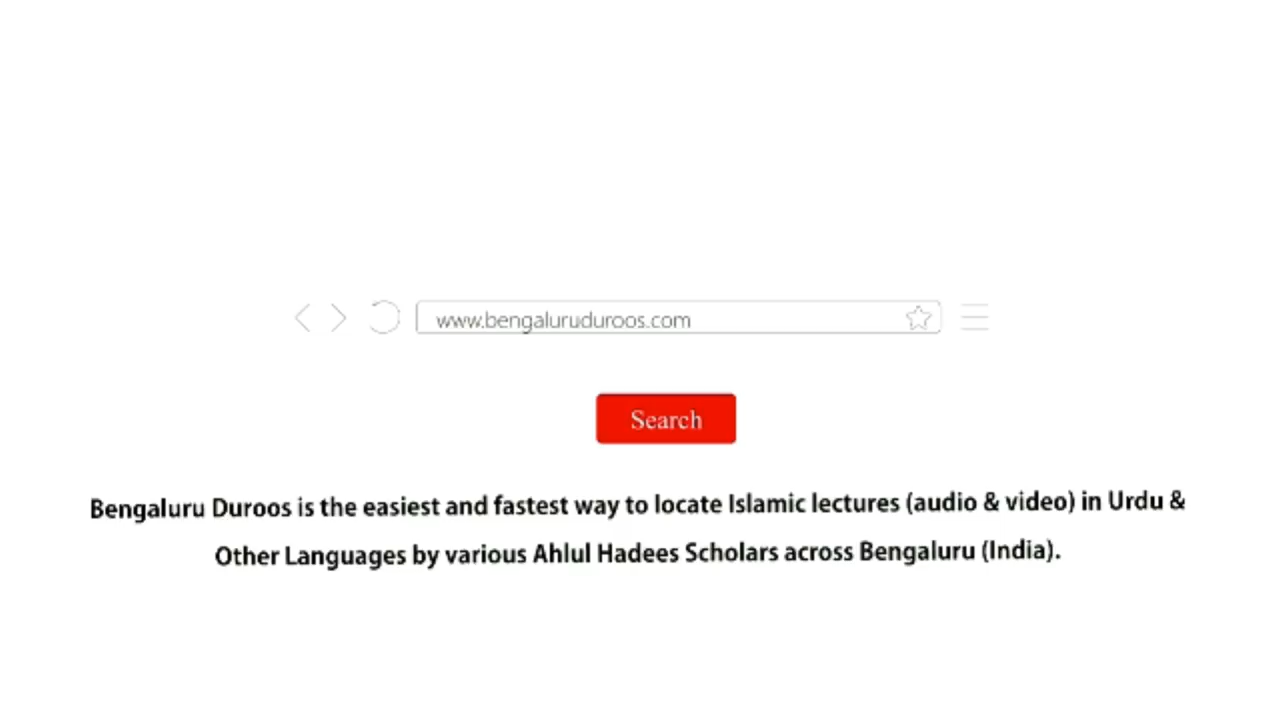 www.bengaluruduroos.com
Search
Bengaluru Duroos is the easiest and fastest way to locate Islamic lectures (audio & video) in Urdu &
Other Languages by various Ahlul Hadees Scholars across Bengaluru (India).